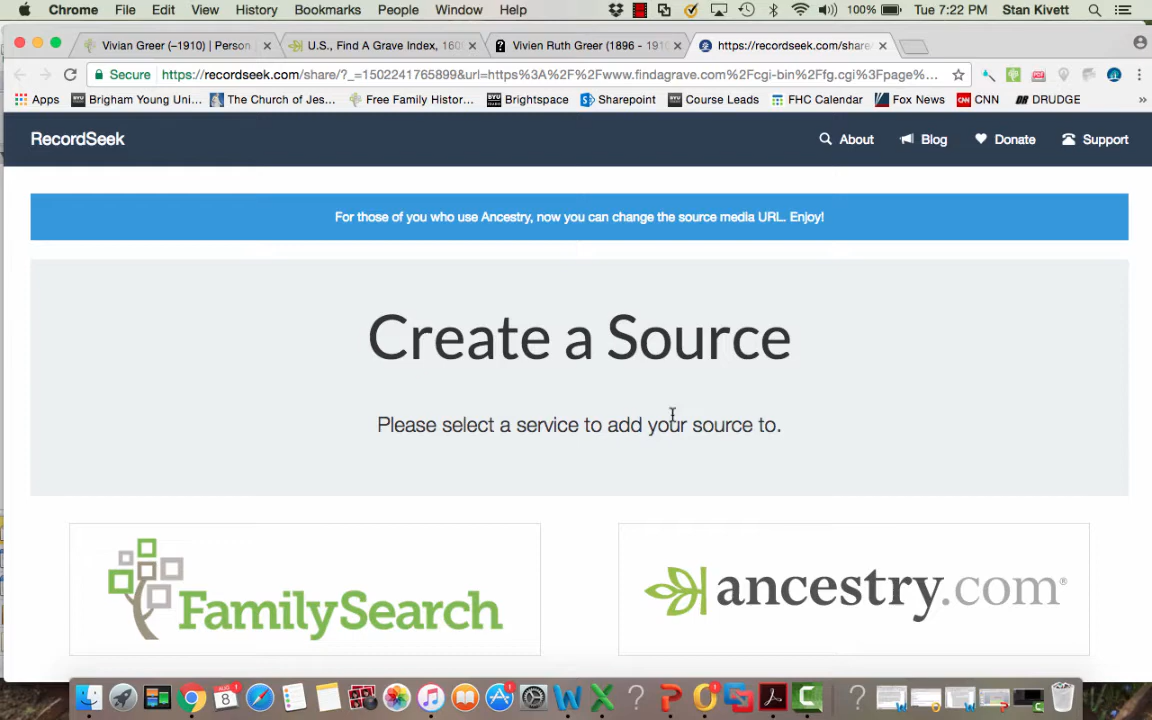 Chrome File Edit View History Bookmarks People Window Help 100% Tue 7:22 PM Stan Kivett
Vivian Greer (–1910) | Person × U.S., Find A Grave Index, 160 × Vivien Ruth Greer (1896 - 191 × https://recordseek.com/share ×
Secure https://recordseek.com/share/?_=1502241765899&url=https%3A%2F%2Fwww.findagrave.com%2Fcgi-bin%2Ffg.cgi%3Fpage%...
Apps Brigham Young Uni... The Church of Jes... Free Family Histor... BYU Brightspace Sharepoint BYU Course Leads FHC Calendar Fox News CNN DR DRUDGE »
RecordSeek About Blog Donate Support
For those of you who use Ancestry, now you can change the source media URL. Enjoy!
Create a Source
Please select a service to add your source to.
FamilySearch ancestry.com®